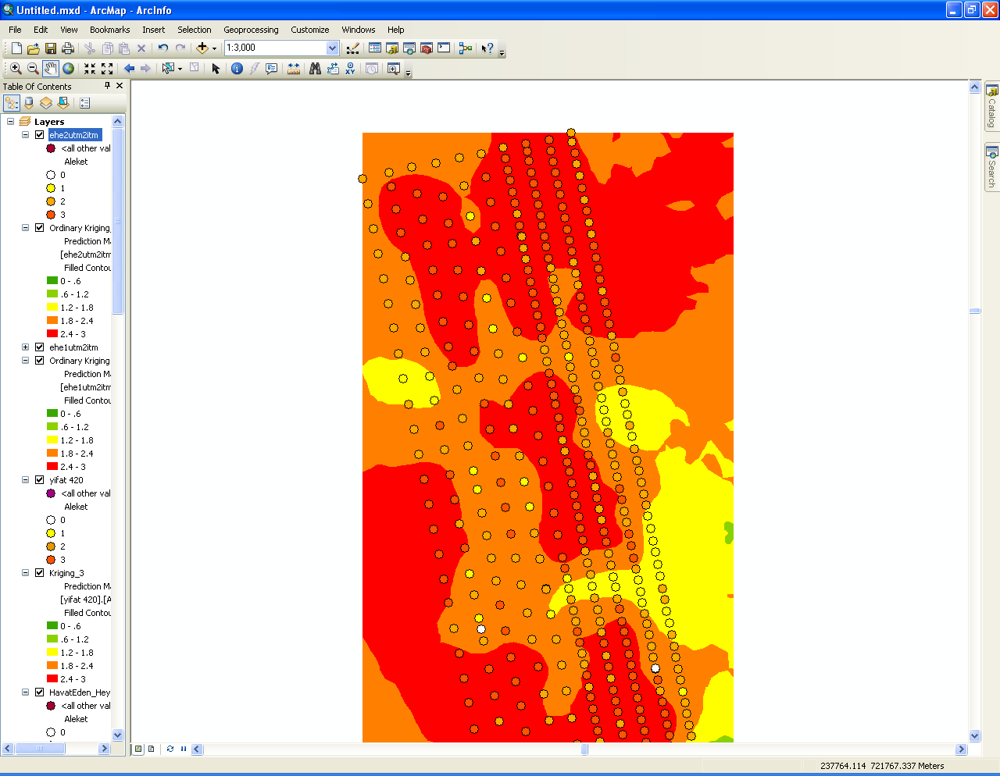 Untitled.mxd - ArcMap - ArcInfo
File Edit View Bookmarks Insert Selection Geoprocessing Customize Windows Help
1:3,000
XY
Table Of Contents
Layers
ehe2utm2itm
<all other val
Aleket
0
1
2
3
Ordinary Kriging_
Prediction Ma
[ehe2utm2itm
Filled Contou
0 - .6
.6 - 1.2
1.2 - 1.8
1.8 - 2.4
2.4 - 3
ehe1utm2itm
Ordinary Kriging
Prediction Ma
[ehe1utm2itm
Filled Contou
0 - .6
.6 - 1.2
1.2 - 1.8
1.8 - 2.4
2.4 - 3
yifat 420
<all other val
Aleket
0
1
2
3
Kriging_3
Prediction Ma
[yifat 420].[A
Filled Contou
0 - .6
.6 - 1.2
1.2 - 1.8
1.8 - 2.4
2.4 - 3
HavatEden_Hey
<all other val
Aleket
0
Catalog
Search
237764.114 721767.337 Meters